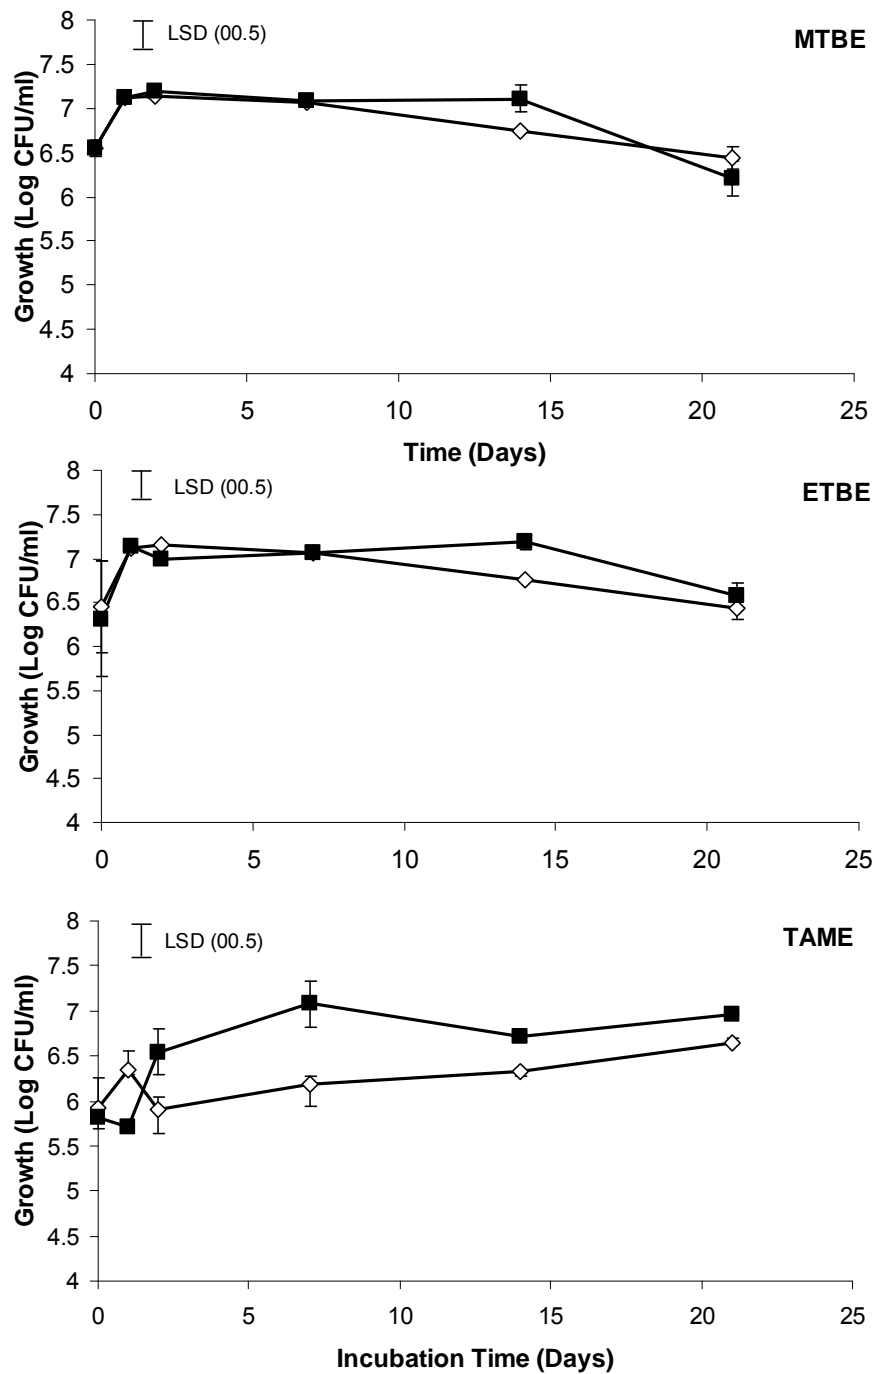 8
LSD (00.5)
MTBE
7.5
7
6.5
6
5.5
5
4.5
4
Growth (Log CFU/ml)
0 5 10 15 20 25
Time (Days)
8
LSD (00.5)
ETBE
7.5
7
6.5
6
5.5
5
4.5
4
Growth (Log CFU/ml)
0 5 10 15 20 25
8
LSD (00.5)
TAME
7.5
7
6.5
6
5.5
5
4.5
4
Growth (Log CFU/ml)
0 5 10 15 20 25
Incubation Time (Days)